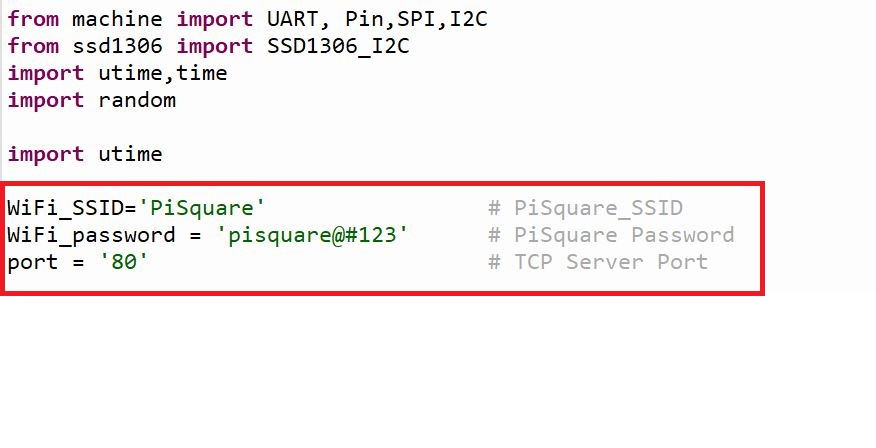 from machine import UART, Pin,SPI,I2C
from ssd1306 import SSD1306_I2C
import utime,time
import random
import utime
WiFi_SSID='PiSquare' # PiSquare_SSID
WiFi_password = 'pisquare@#123' # PiSquare Password
port = '80' # TCP Server Port